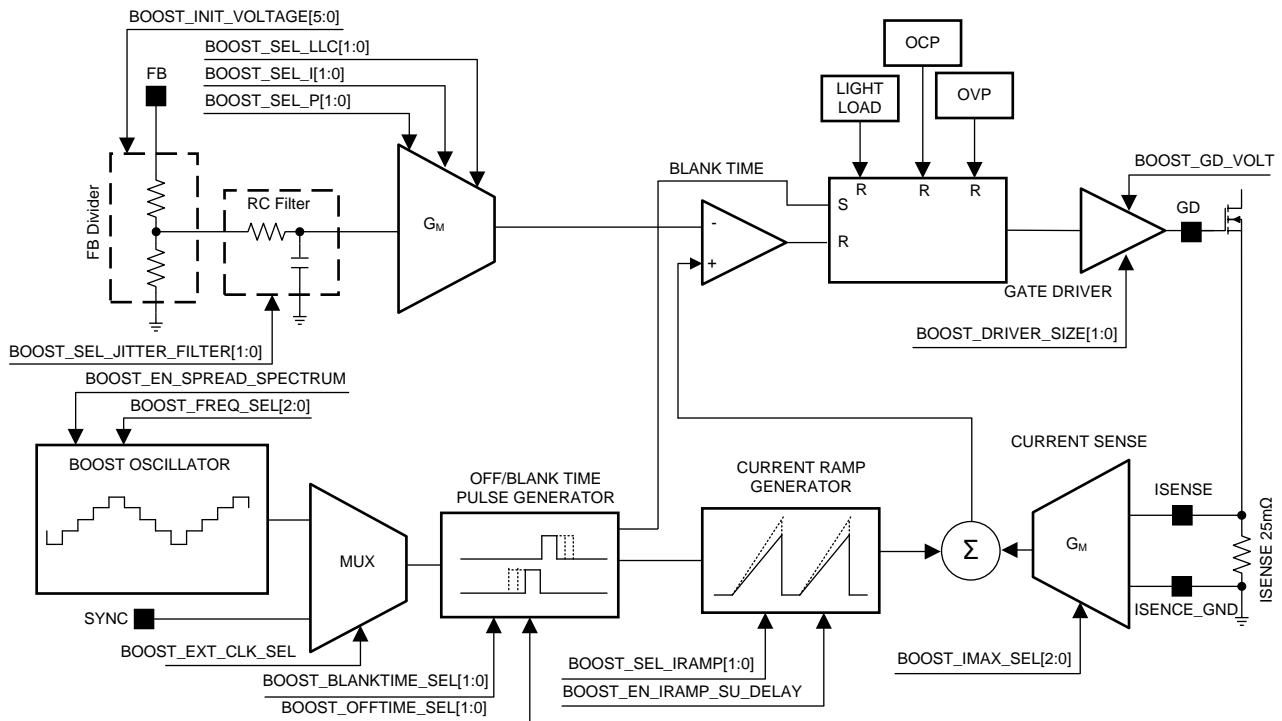 BOOST_INIT_VOLTAGE[5:0]
BOOST_SEL_LLC[1:0]
BOOST_SEL_I[1:0]
BOOST_SEL_P[1:0]
FB
FB Divider
RC Filter
GM
BOOST_SEL_JITTER_FILTER[1:0]
BLANK TIME
-
+
OCP
LIGHT
LOAD
OVP
R
R
R
S
R
BOOST_GD_VOLT
GD
GATE DRIVER
BOOST_DRIVER_SIZE[1:0]
BOOST_EN_SPREAD_SPECTRUM
BOOST_FREQ_SEL[2:0]
BOOST OSCILLATOR
SYNC
MUX
BOOST_EXT_CLK_SEL
OFF/BLANK TIME
PULSE GENERATOR
BOOST_BLANKTIME_SEL[1:0]
BOOST_OFFTIME_SEL[1:0]
CURRENT RAMP
GENERATOR
BOOST_SEL_IRAMP[1:0]
BOOST_EN_IRAMP_SU_DELAY
Σ
CURRENT SENSE
GM
ISENSE
ISENCE_GND
ISENSE 25mΩ
BOOST_IMAX_SEL[2:0]